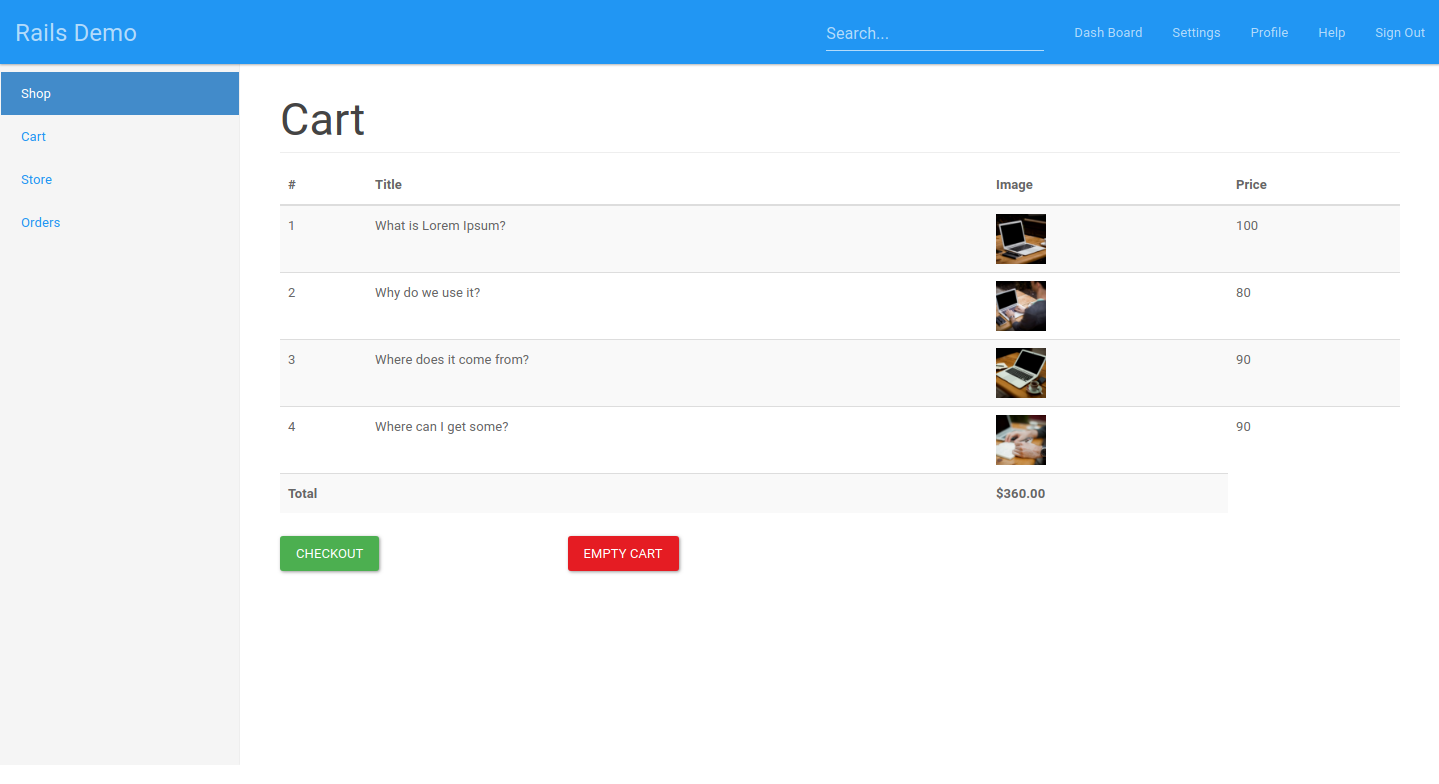 Rails Demo
Search...
Dash Board
Settings
Profile
Help
Sign Out
Shop
Cart
Store
Orders
Cart
# Title Image Price
1 What is Lorem Ipsum? 100
2 Why do we use it? 80
3 Where does it come from? 90
4 Where can I get some? 90
Total $360.00
CHECKOUT EMPTY CART